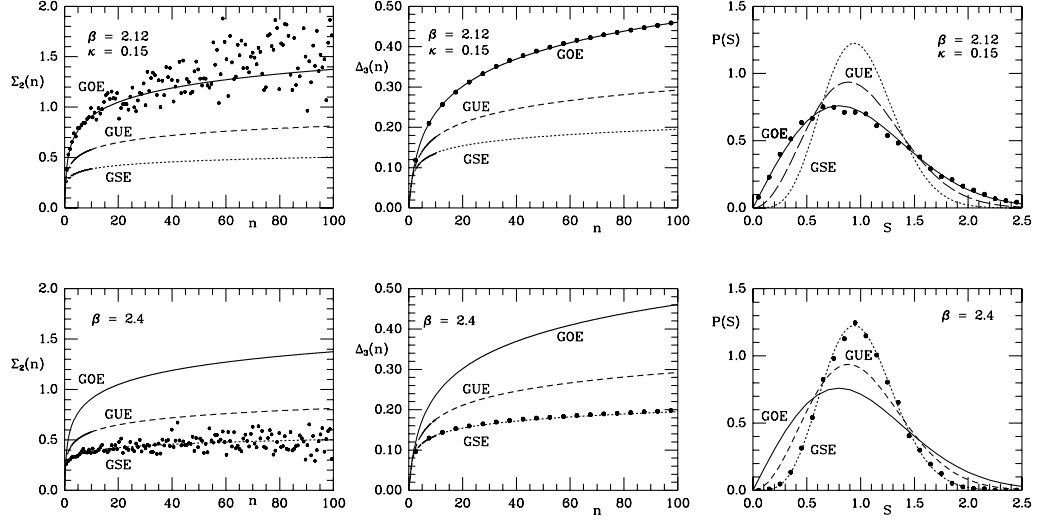 2.0
1.5
1.0
0.5
0.0
Σ₂(n)
β = 2.12
κ = 0.15
GOE
GUE
GSE
0 20 40 60 80 100
n
0.50
0.40
0.30
0.20
0.10
0.00
Δ₃(n)
β = 2.12
κ = 0.15
GOE
GUE
GSE
0 20 40 60 80 100
n
1.5
1.0
0.5
0.0
P(S)
β = 2.12
κ = 0.15
GUE
GOE
GSE
0.0 0.5 1.0 1.5 2.0 2.5
S
2.0
1.5
1.0
0.5
0.0
Σ₂(n)
β = 2.4
GOE
GUE
GSE
0 20 40 60 80 100
n
0.50
0.40
0.30
0.20
0.10
0.00
Δ₃(n)
β = 2.4
GOE
GUE
GSE
0 20 40 60 80 100
n
1.5
1.0
0.5
0.0
P(S)
β = 2.4
GUE
GOE
GSE
0.0 0.5 1.0 1.5 2.0 2.5
S